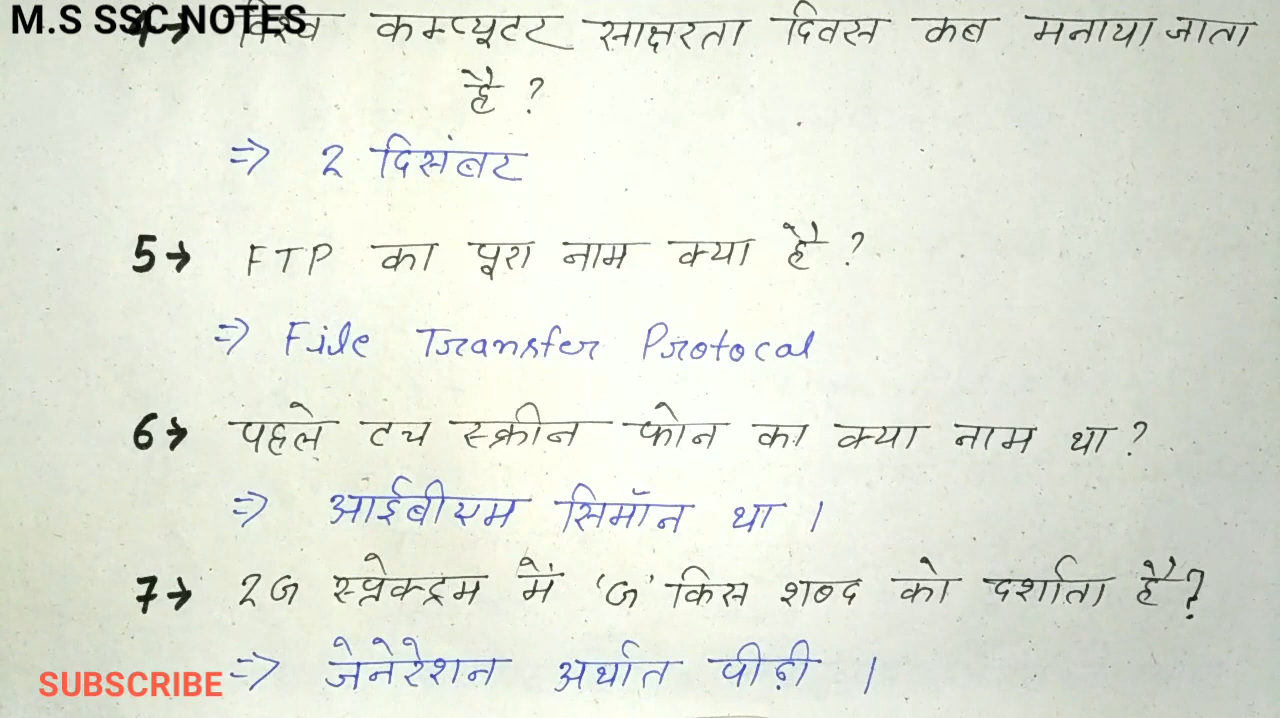 M.S SSC NOTES
4→ विश्व कम्प्यूटर साक्षरता दिवस कब मनाया जाता
है ?
⇒ 2 दिसंबर
5→ FTP का पूरा नाम क्या है ?
⇒ File Transfer Protocal
6→ पहले टच स्क्रीन फोन का क्या नाम था ?
⇒ आईबीएम सिमॉन था ।
7→ 2G स्प्रेक्ट्रम में 'G' किस शब्द को दर्शाता है ?
⇒ जेनेरेशन अर्थात पीढ़ी ।
SUBSCRIBE